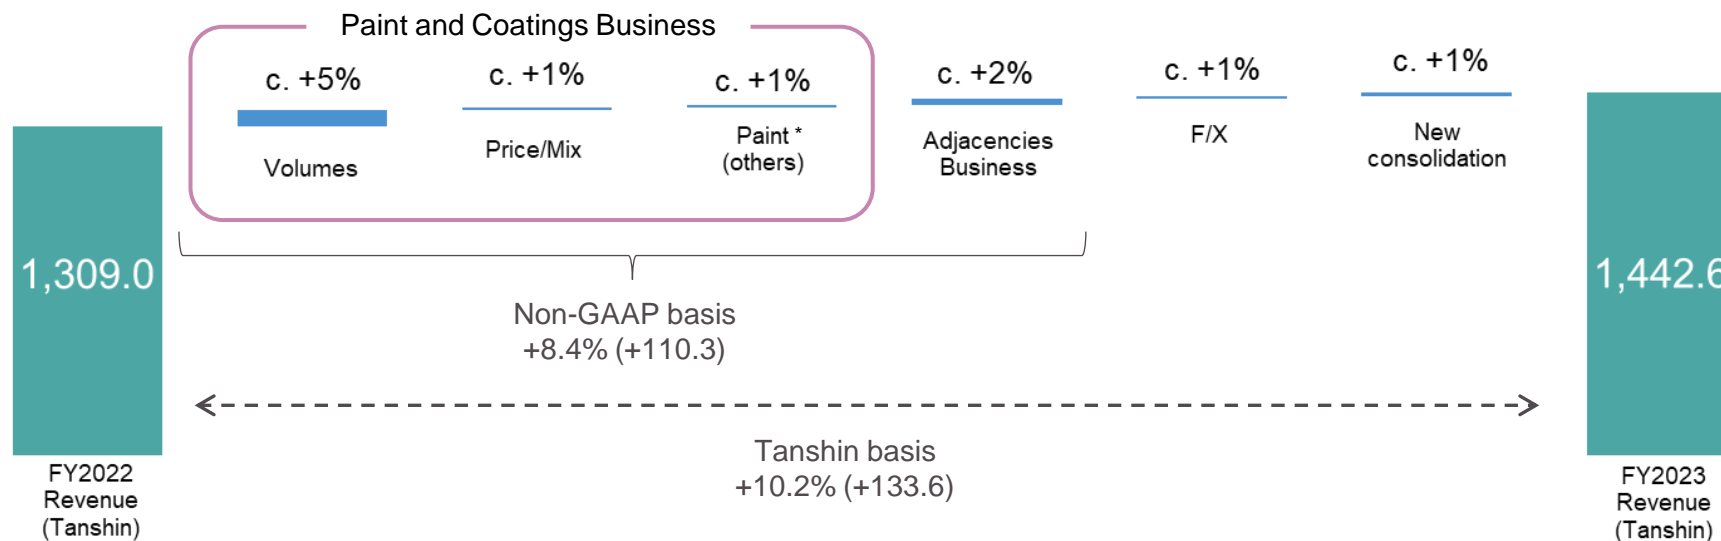 Paint and Coatings Business
c. +5%
Volumes
c. +1%
Price/Mix
c. +1%
Paint *
(others)
c. +2%
Adjacencies
Business
c. +1%
F/X
c. +1%
New
consolidation
1,309.0
1,442.6
Non-GAAP basis
+8.4% (+110.3)
Tanshin basis
+10.2% (+133.6)
FY2022
Revenue
(Tanshin)
FY2023
Revenue
(Tanshin)